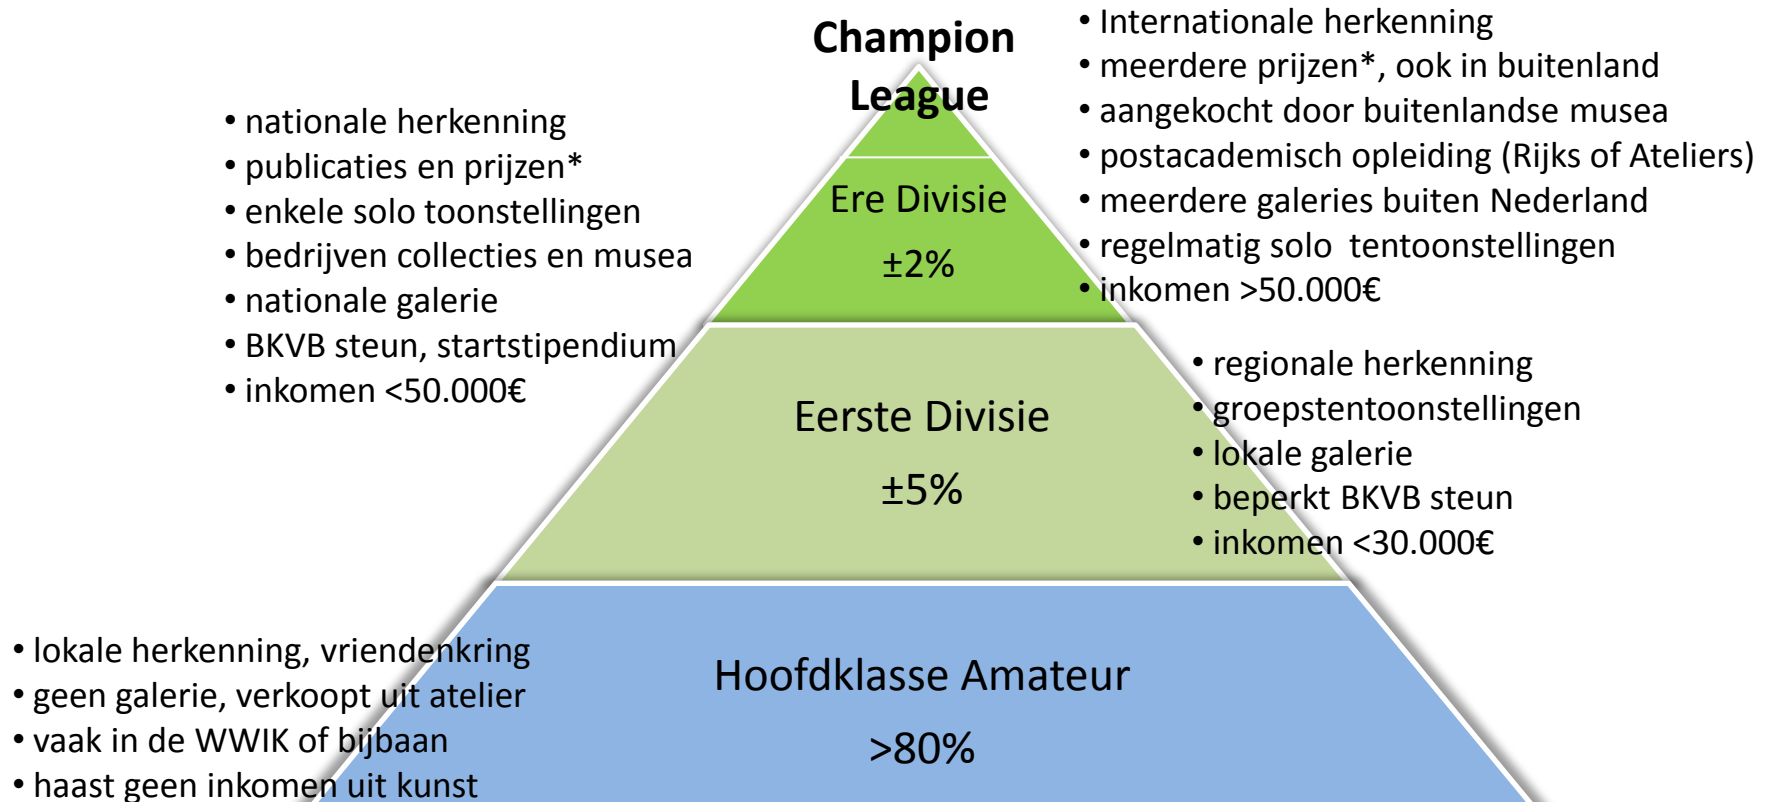 Champion
League
• Internationale herkenning
• meerdere prijzen*, ook in buitenland
• aangekocht door buitenlandse musea
• postacademisch opleiding (Rijks of Ateliers)
• meerdere galeries buiten Nederland
• regelmatig solo  tentoonstellingen
• inkomen >50.000€
• nationale herkenning
• publicaties en prijzen*
• enkele solo toonstellingen
• bedrijven collecties en musea
• nationale galerie
• BKVB steun, startstipendium
• inkomen <50.000€
Ere Divisie
±2%
Eerste Divisie
±5%
• regionale herkenning
• groepstentoonstellingen
• lokale galerie
• beperkt BKVB steun
• inkomen <30.000€
• lokale herkenning, vriendenkring
• geen galerie, verkoopt uit atelier
• vaak in de WWIK of bijbaan
• haast geen inkomen uit kunst
Hoofdklasse Amateur
>80%